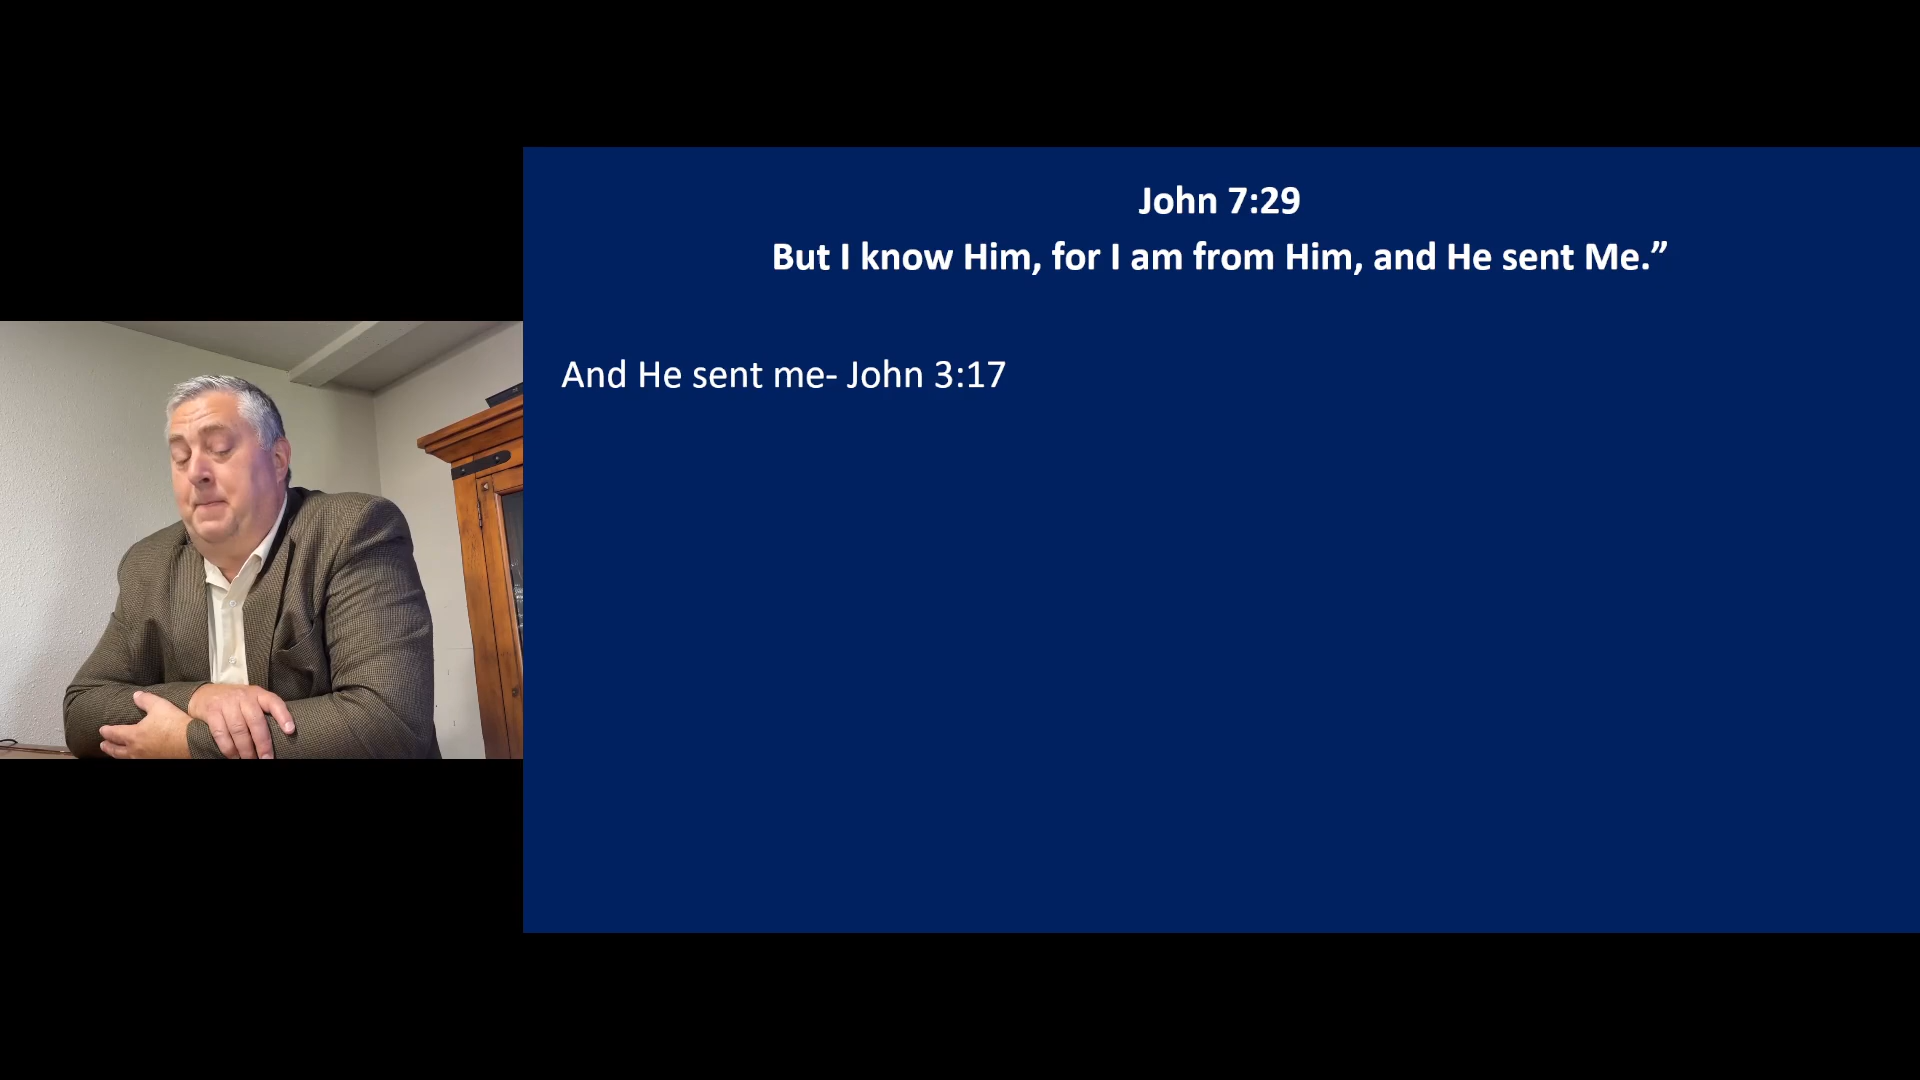 John 7:29
But I know Him, for I am from Him, and He sent Me.”
And He sent me- John 3:17